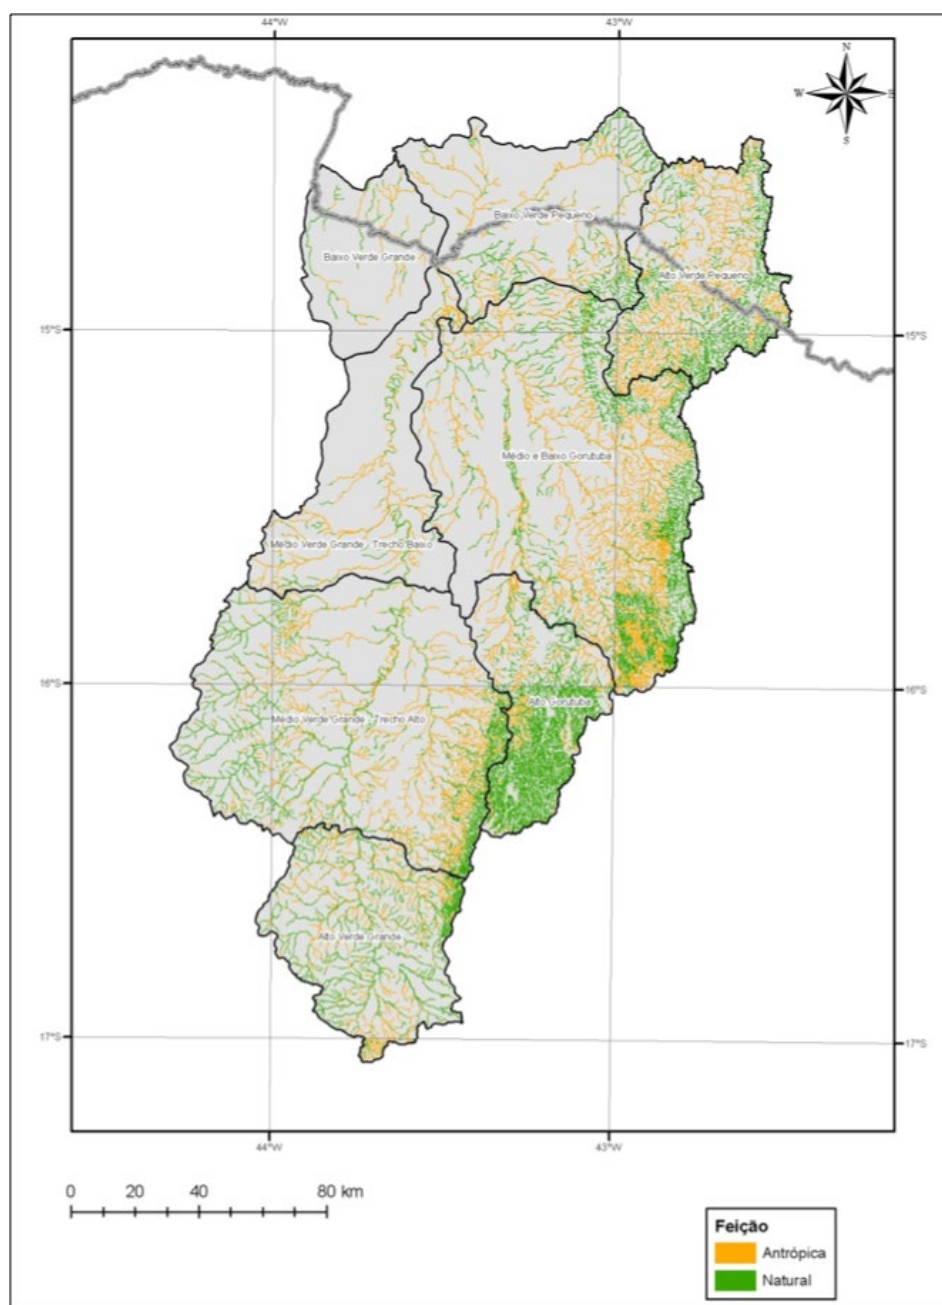 44°W
43°W
N
W
E
S
Baixo Verde Pequeno
Baixo Verde Grande
Alto Verde Pequeno
15°S
15°S
Médio e Baixo Gorutuba
Médio Verde Grande - Trecho Baixo
16°S
16°S
Alto Gorutuba
Médio Verde Grande - Trecho Alto
Alto Verde Grande
17°S
17°S
44°W
43°W
0 20 40 80 km
Feição
Antrópica
Natural